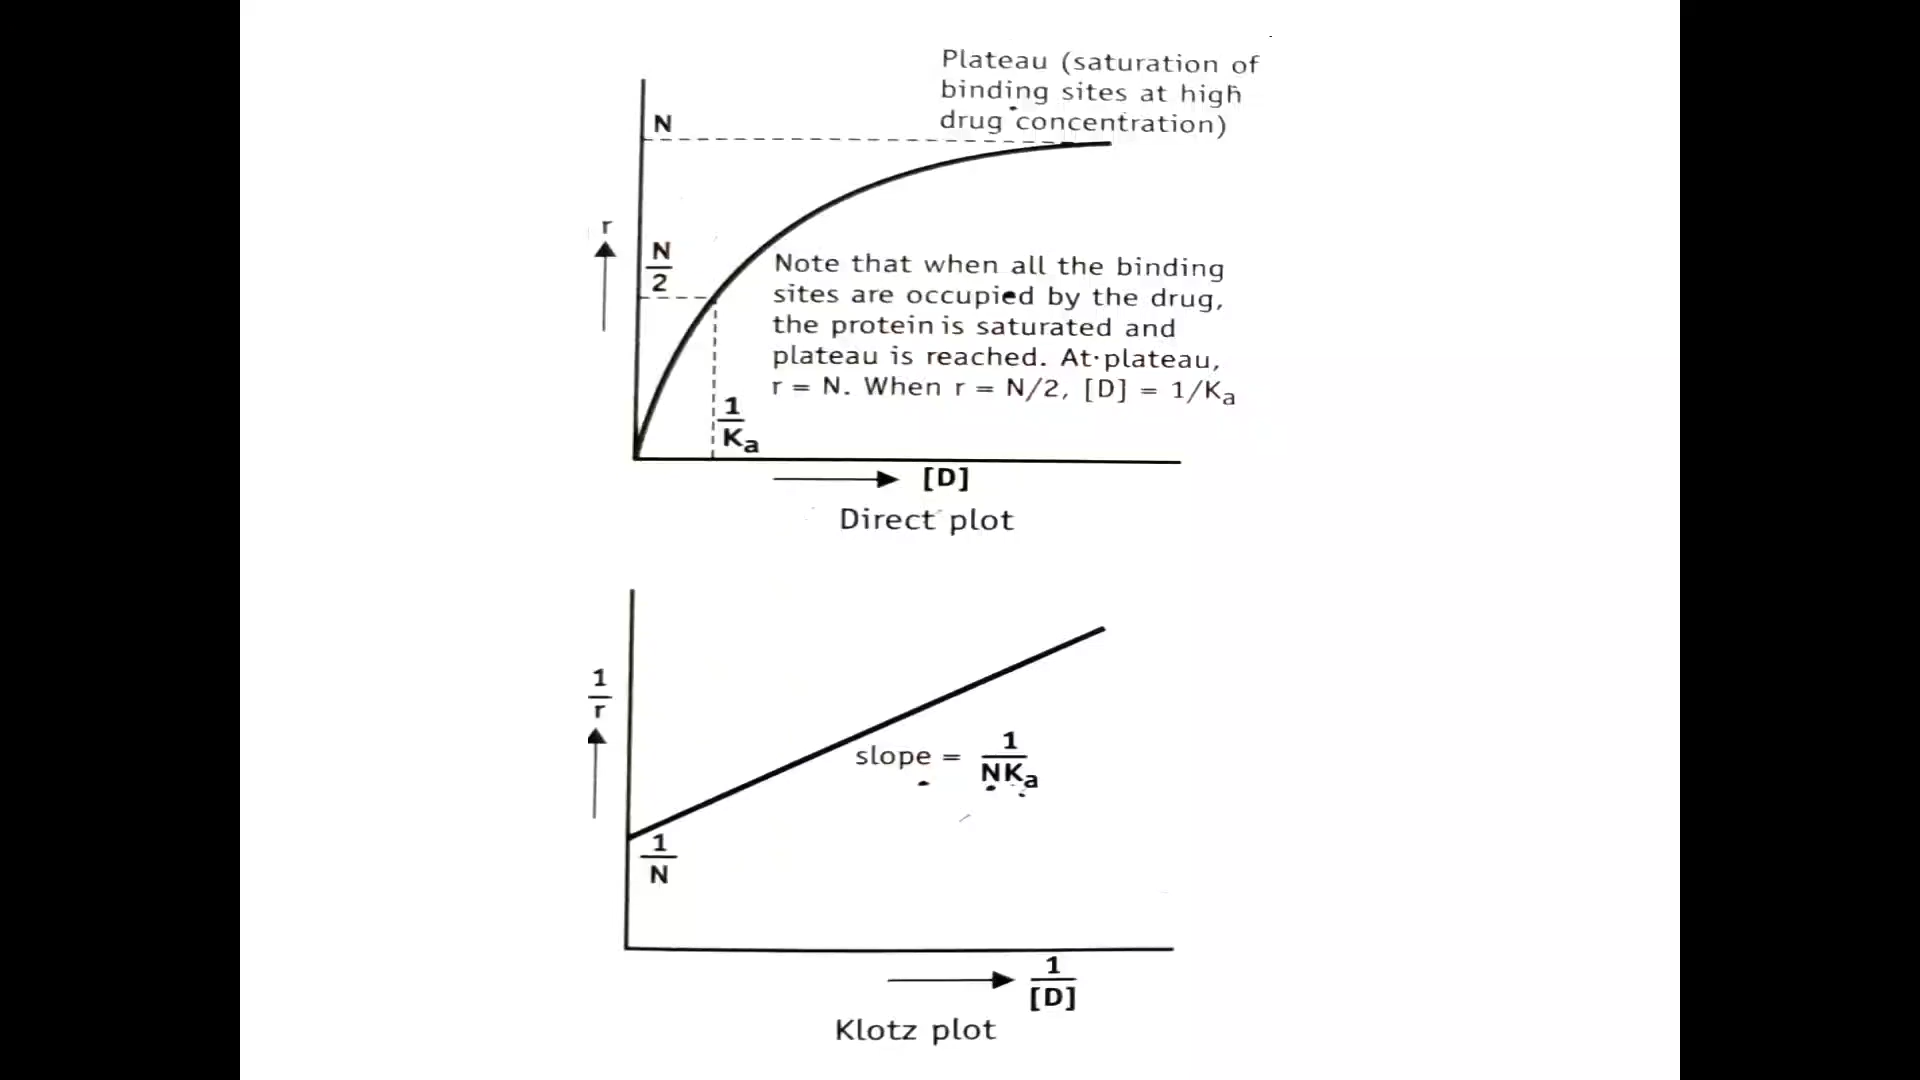 Plateau (saturation of
binding sites at high
drug concentration)
N
r
N
2
Note that when all the binding
sites are occupied by the drug,
the protein is saturated and
plateau is reached. At plateau,
r = N. When r = N/2, [D] = 1/Ka
1
Ka
[D]
Direct plot
1
r
slope = 1
NKa
1
N
1
[D]
Klotz plot